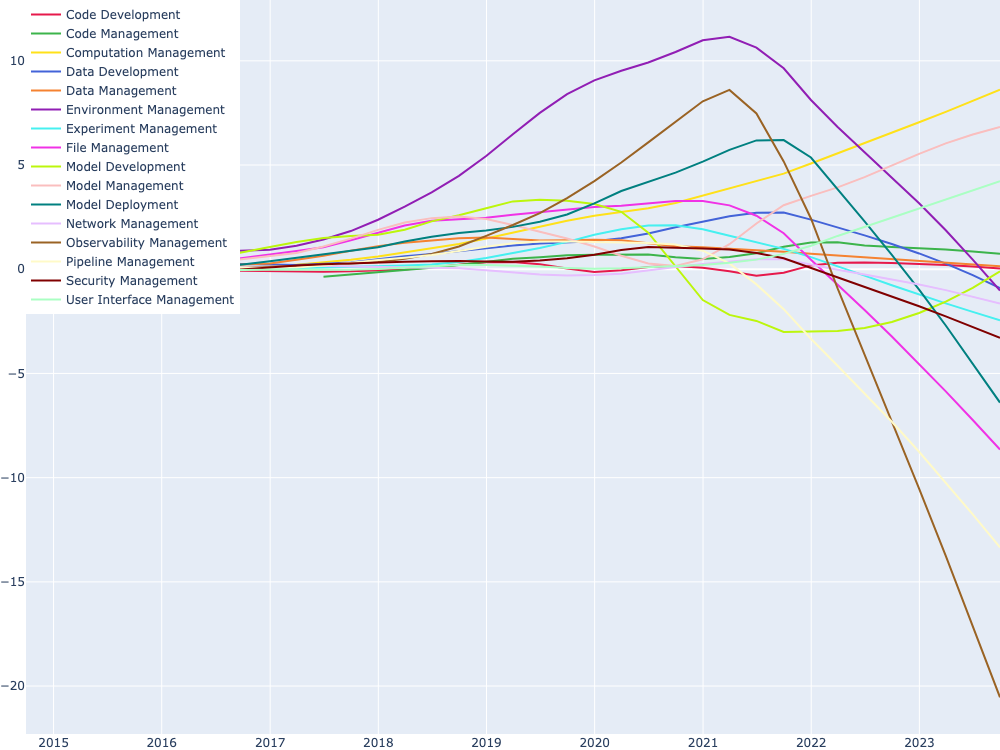 Code Development
Code Management
Computation Management
Data Development
Data Management
Environment Management
Experiment Management
File Management
Model Development
Model Management
Model Deployment
Network Management
Observability Management
Pipeline Management
Security Management
User Interface Management
10
5
0
−5
−10
−15
−20
2015 2016 2017 2018 2019 2020 2021 2022 2023